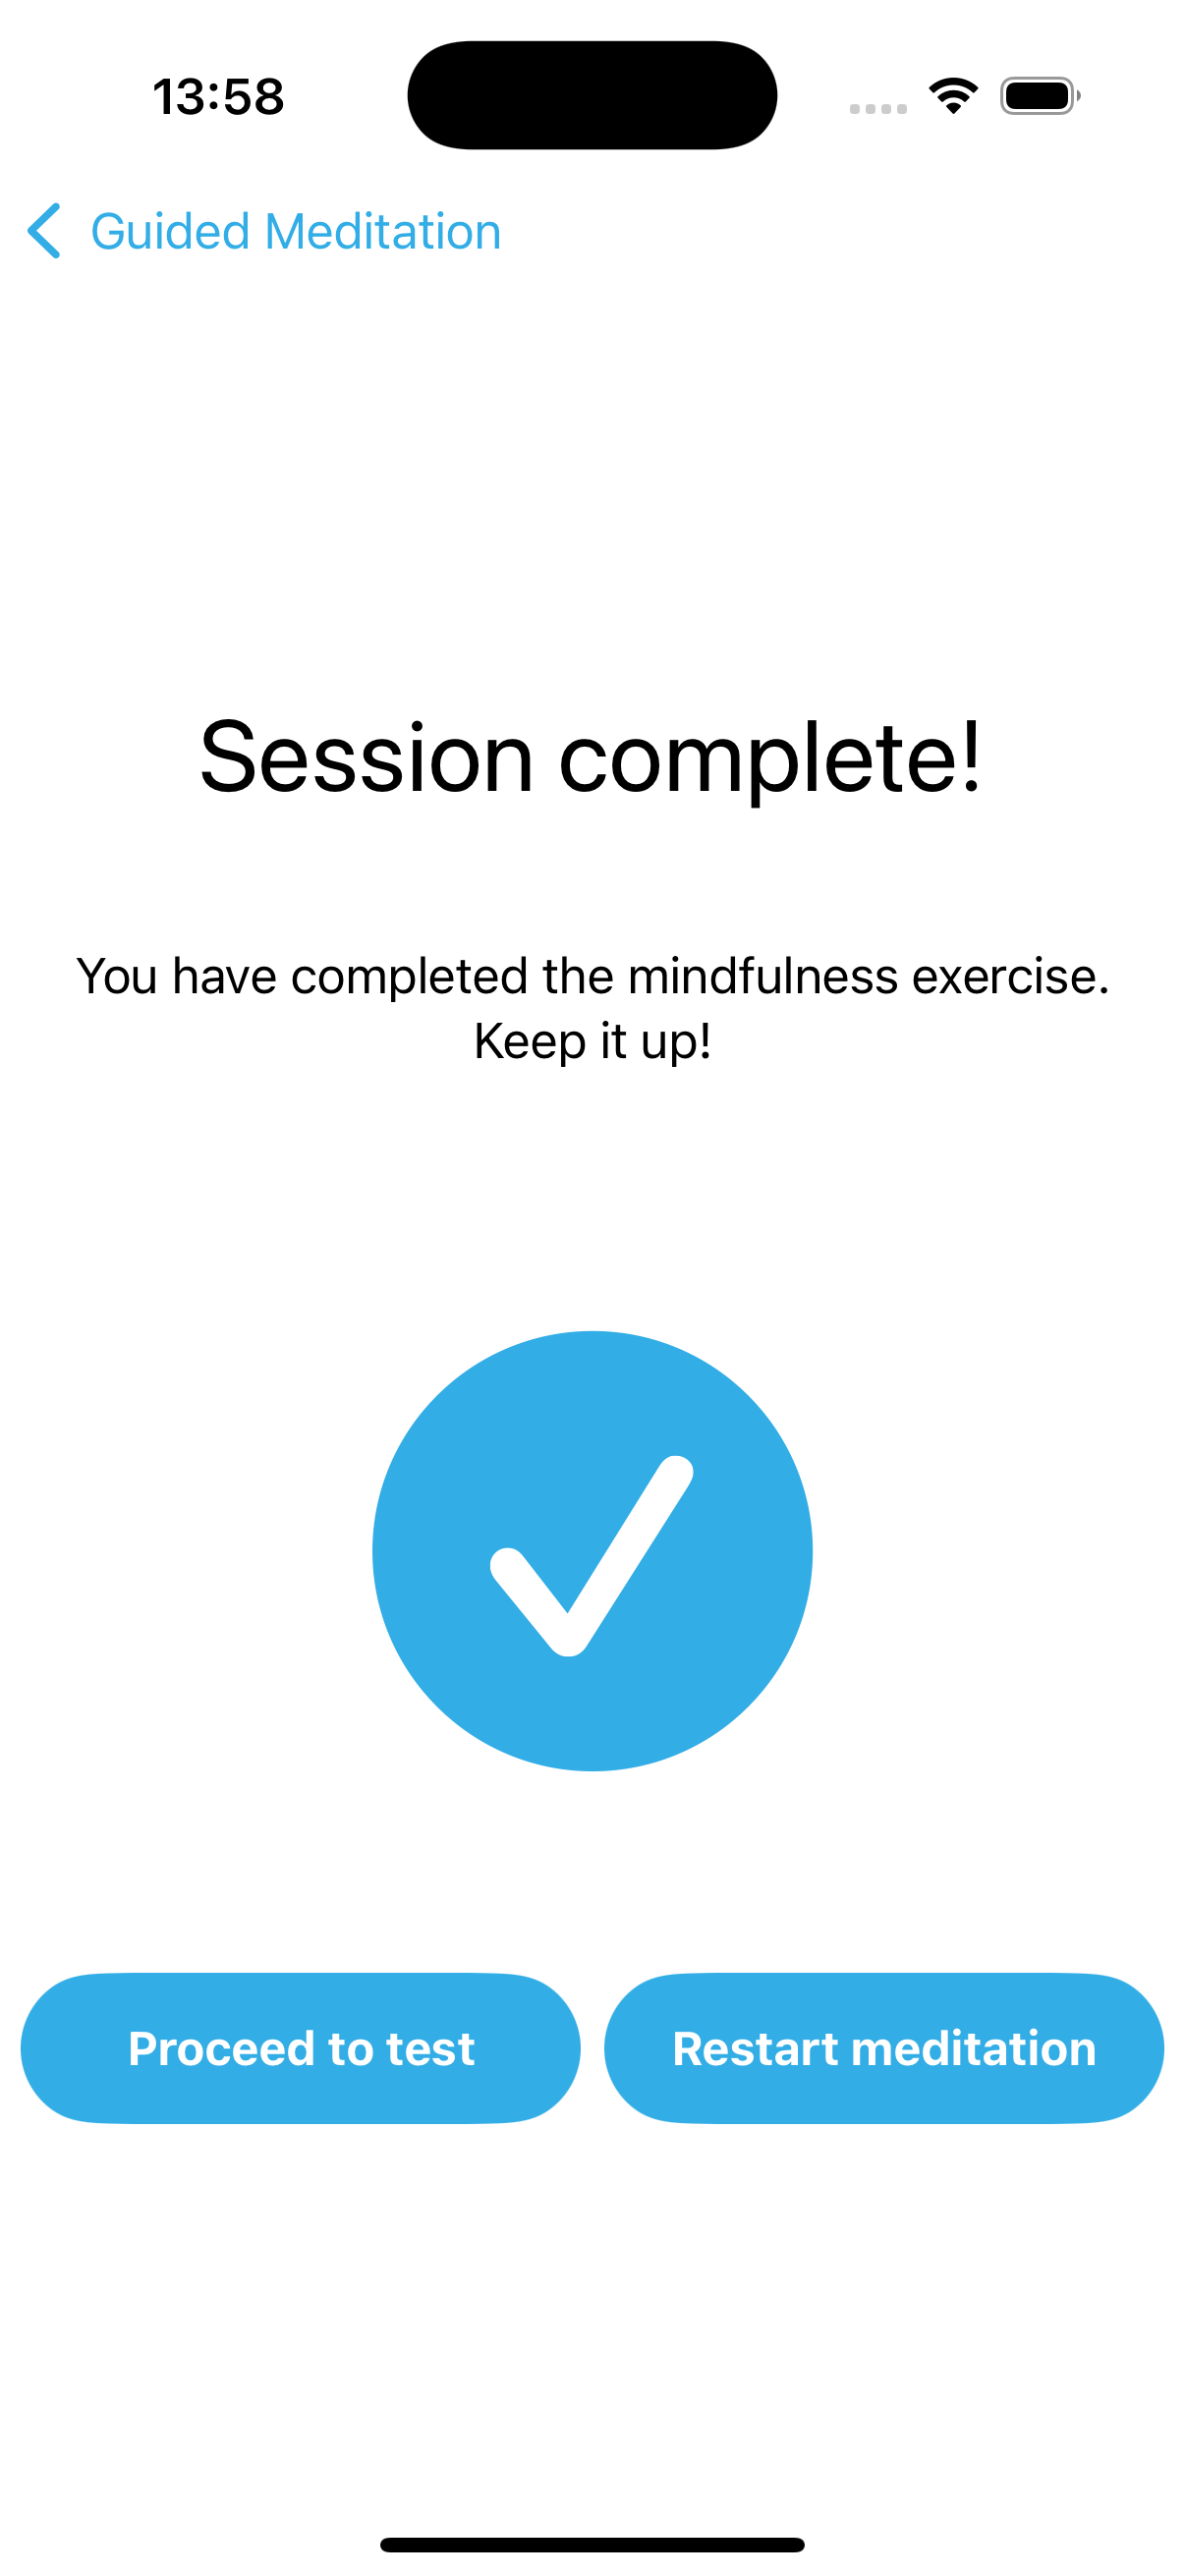 13:58
Guided Meditation
Session complete!
You have completed the mindfulness exercise.
Keep it up!
Proceed to test
Restart meditation